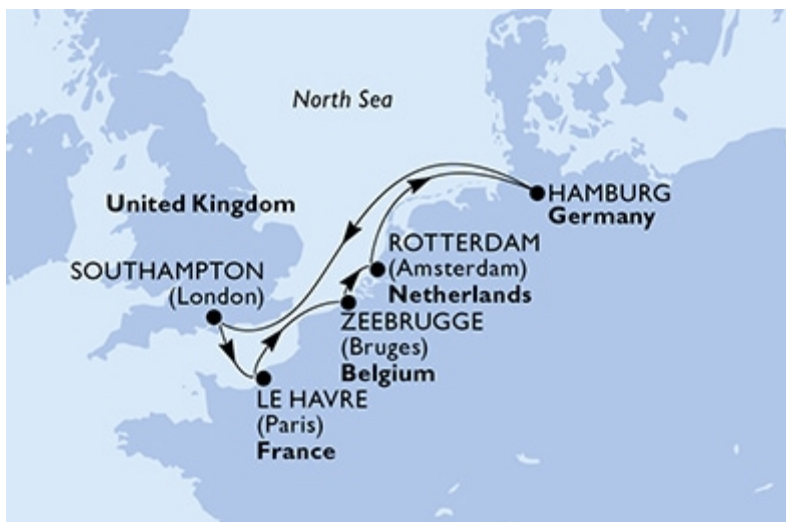 North Sea
United Kingdom
HAMBURG
Germany
ROTTERDAM
(Amsterdam)
Netherlands
SOUTHAMPTON
(London)
ZEEBRUGGE
(Bruges)
Belgium
LE HAVRE
(Paris)
France